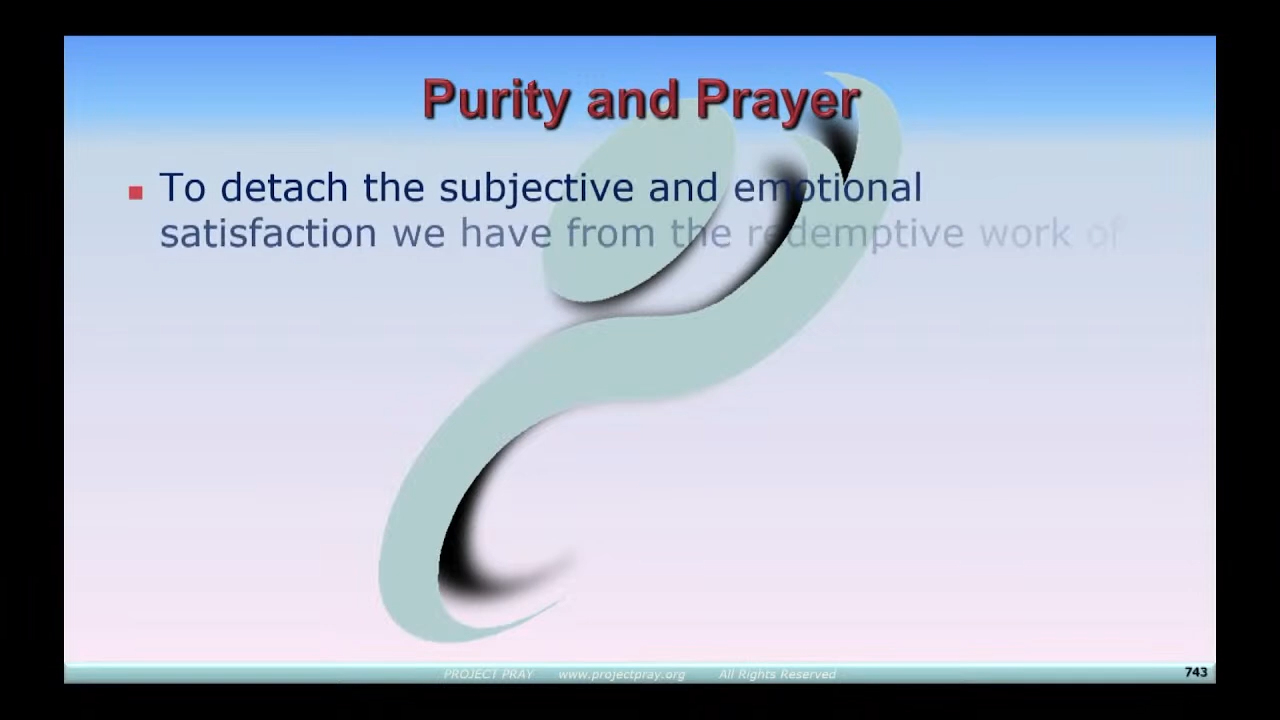 Purity and Prayer
To detach the subjective and emotional
satisfaction we have from the redemptive work of
PROJECT PRAY www.projectpray.org All Rights Reserved
743